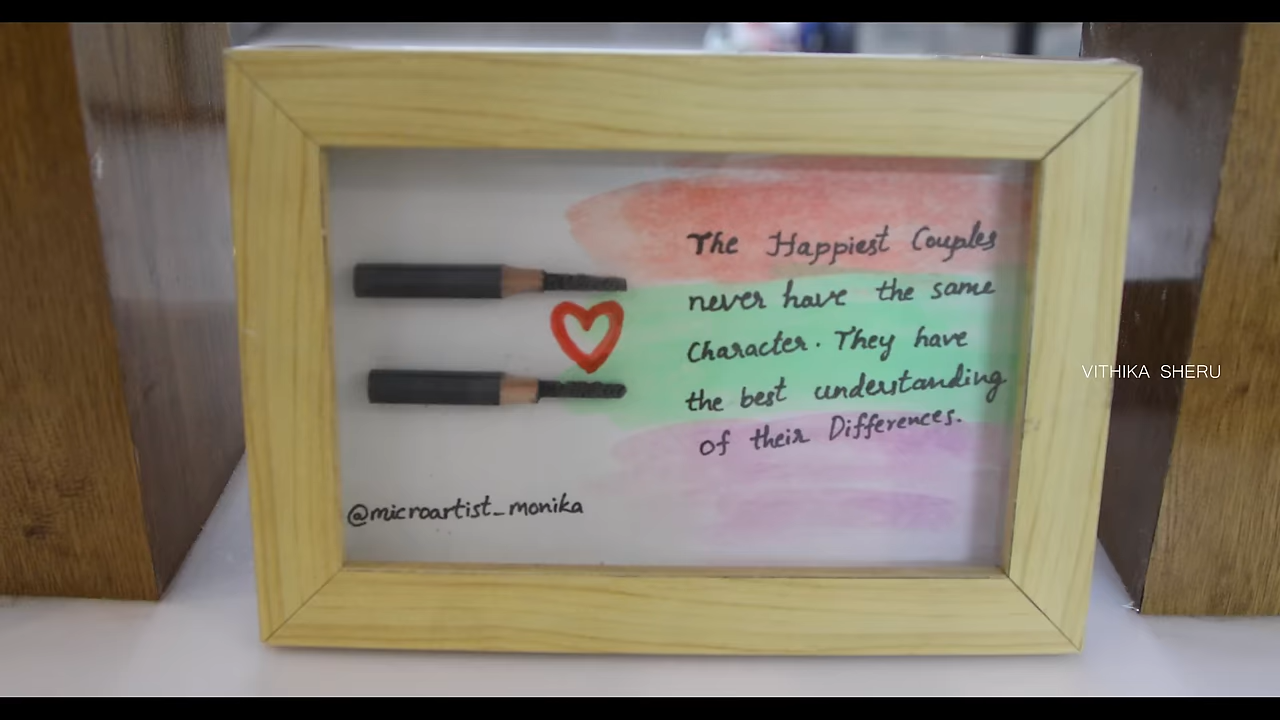 The Happiest Couples
never have the same
Character. They have
the best understanding
of their Differences.
@microartist_monika
VITHIKA SHERU